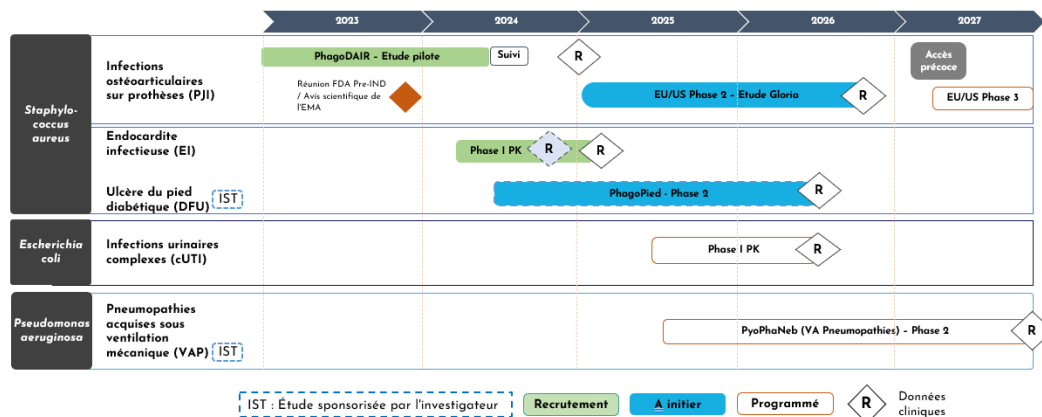 2023 2024 2025 2026 2027
Staphylo-
coccus
aureus
Infections
ostéoarticulaires
sur prothèses (PJI)
PhagoDAIR – Etude pilote
Suivi
R
Accès
précoce
Réunion FDA Pre-IND
/ Avis scientifique de
l'EMA
EU/US Phase 2 – Etude Gloria
R
EU/US Phase 3
Endocardite
infectieuse (EI)
Phase I PK
R
R
Ulcère du pied
diabétique (DFU)
IST
PhagoPied - Phase 2
R
Escherichia
coli
Infections urinaires
complexes (cUTI)
Phase I PK
R
Pseudomonas
aeruginosa
Pneumopathies
acquises sous
ventilation
mécanique (VAP)
IST
PyoPhaNeb (VA Pneumopathies) – Phase 2
R
IST : Étude sponsorisée par l'investigateur
Recrutement
A initier
Programmé
R
Données
cliniques